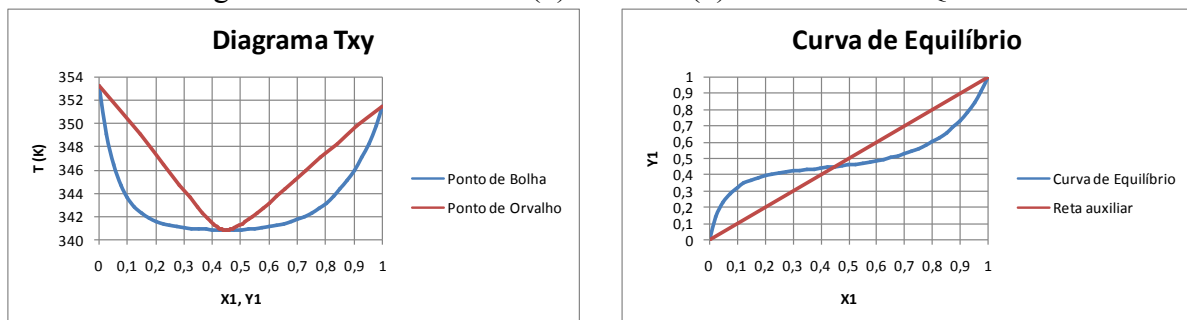 Diagrama Txy
354
352
350
348
346
344
342
340
T (K)
0 0,1 0,2 0,3 0,4 0,5 0,6 0,7 0,8 0,9 1
X1, Y1
Ponto de Bolha
Ponto de Orvalho
Curva de Equilíbrio
1
0,9
0,8
0,7
0,6
0,5
0,4
0,3
0,2
0,1
0
Y1
0 0,1 0,2 0,3 0,4 0,5 0,6 0,7 0,8 0,9 1
X1
Curva de Equilíbrio
Reta auxiliar